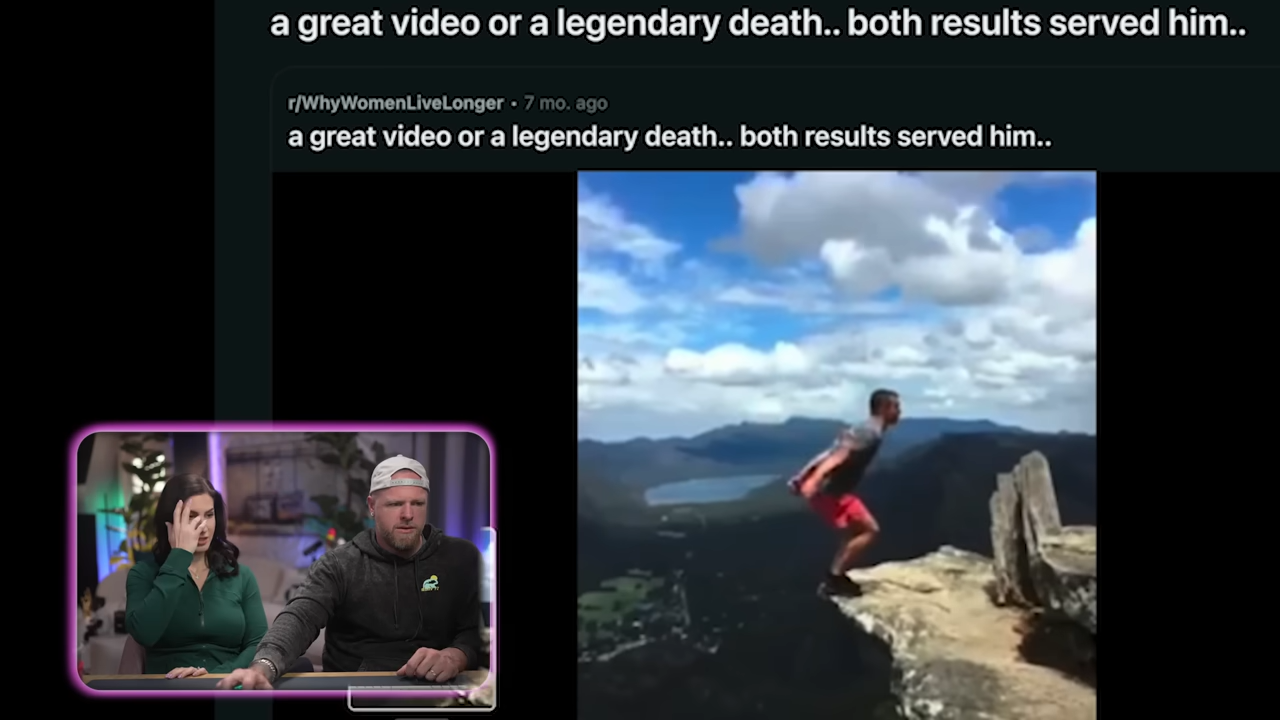 a great video or a legendary death.. both results served him..
r/WhyWomenLiveLonger • 7 mo. ago
a great video or a legendary death.. both results served him..